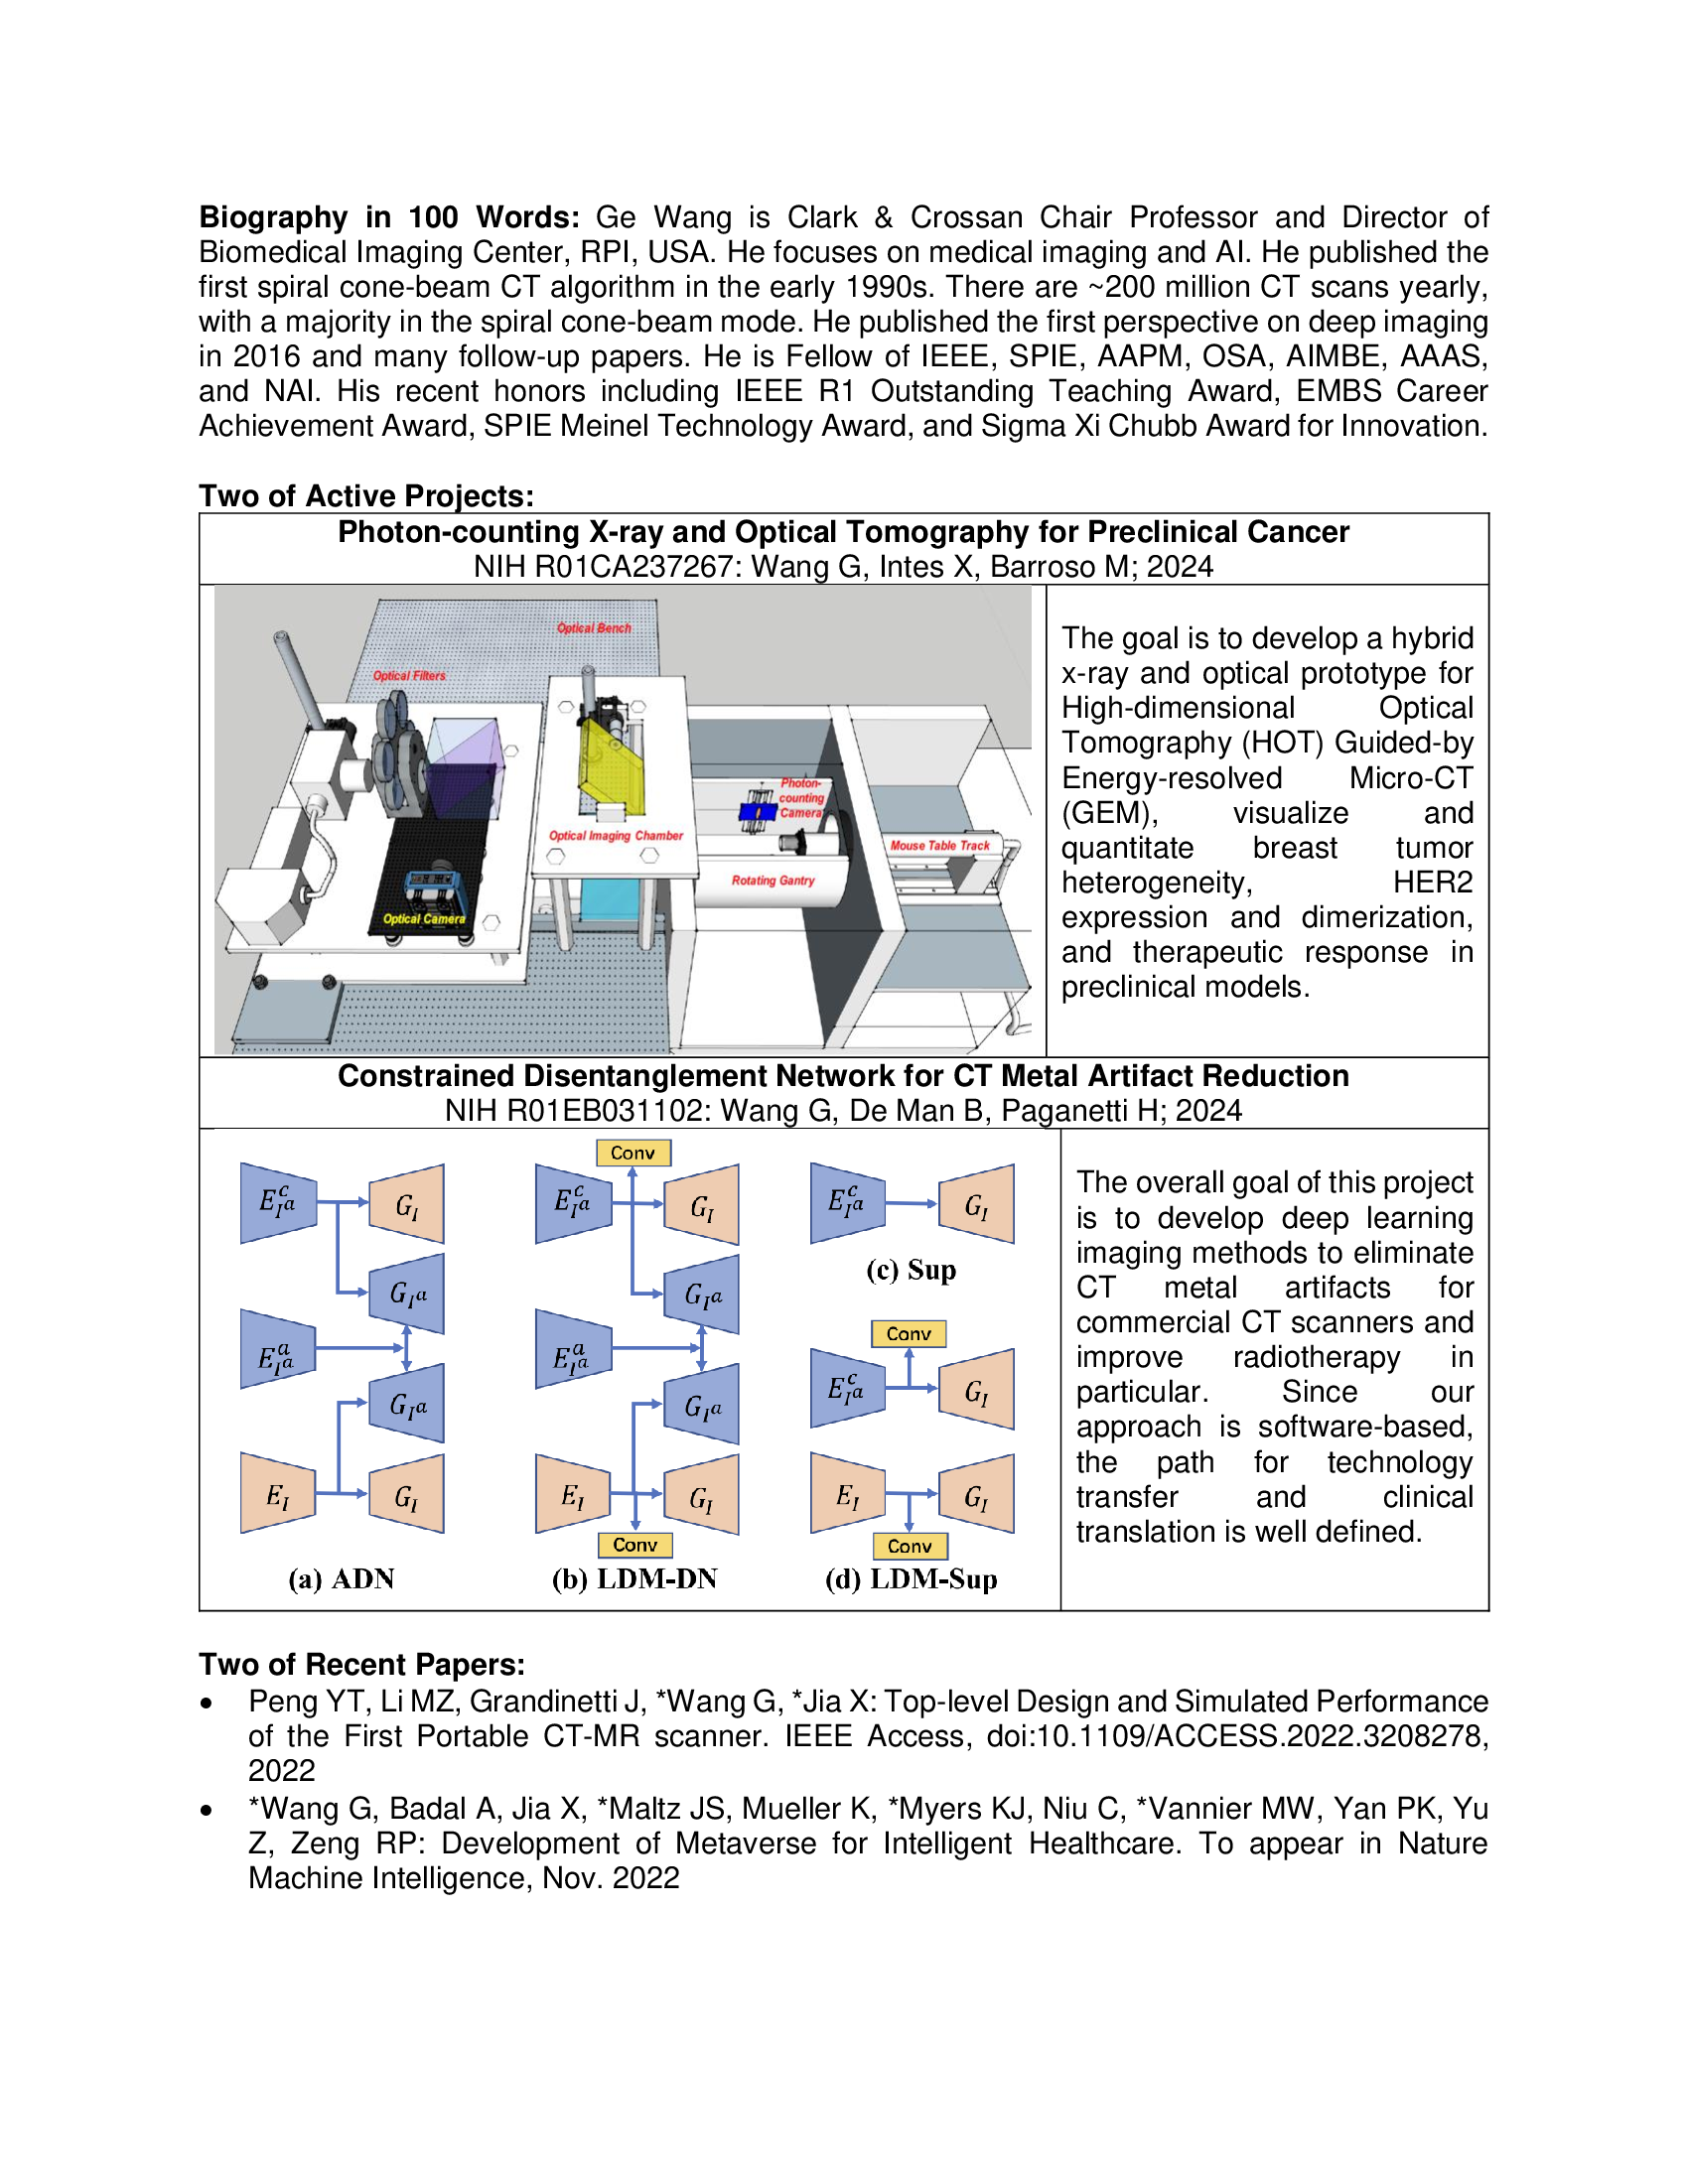 Biography in 100 Words: Ge Wang is Clark & Crossan Chair Professor and Director of
Biomedical Imaging Center, RPI, USA. He focuses on medical imaging and AI. He published the
first spiral cone-beam CT algorithm in the early 1990s. There are ~200 million CT scans yearly,
with a majority in the spiral cone-beam mode. He published the first perspective on deep imaging
in 2016 and many follow-up papers. He is Fellow of IEEE, SPIE, AAPM, OSA, AIMBE, AAAS,
and NAI. His recent honors including IEEE R1 Outstanding Teaching Award, EMBS Career
Achievement Award, SPIE Meinel Technology Award, and Sigma Xi Chubb Award for Innovation.
Two of Active Projects:
Photon-counting X-ray and Optical Tomography for Preclinical Cancer
NIH R01CA237267: Wang G, Intes X, Barroso M; 2024
Optical Bench
Optical Filters
Photon-
counting
Camera
Optical Imaging Chamber
Mouse Table Track
Rotating Gantry
Optical Camera
The goal is to develop a hybrid
x-ray and optical prototype for
High-dimensional Optical
Tomography (HOT) Guided-by
Energy-resolved Micro-CT
(GEM), visualize and
quantitate breast tumor
heterogeneity, HER2
expression and dimerization,
and therapeutic response in
preclinical models.
Constrained Disentanglement Network for CT Metal Artifact Reduction
NIH R01EB031102: Wang G, De Man B, Paganetti H; 2024
E_{I^a}^c G_I
G_{I^a}
E_{I^a}^a
G_{I^a}
E_I G_I
(a) ADN
Conv
E_{I^a}^c G_I
G_{I^a}
E_{I^a}^a
G_{I^a}
E_I G_I
Conv
(b) LDM-DN
E_{I^a}^c G_I
(c) Sup
Conv
E_{I^a}^c G_I
E_I G_I
Conv
(d) LDM-Sup
The overall goal of this project
is to develop deep learning
imaging methods to eliminate
CT metal artifacts for
commercial CT scanners and
improve radiotherapy in
particular. Since our
approach is software-based,
the path for technology
transfer and clinical
translation is well defined.
Two of Recent Papers:
• Peng YT, Li MZ, Grandinetti J, *Wang G, *Jia X: Top-level Design and Simulated Performance
of the First Portable CT-MR scanner. IEEE Access, doi:10.1109/ACCESS.2022.3208278,
2022
• *Wang G, Badal A, Jia X, *Maltz JS, Mueller K, *Myers KJ, Niu C, *Vannier MW, Yan PK, Yu
Z, Zeng RP: Development of Metaverse for Intelligent Healthcare. To appear in Nature
Machine Intelligence, Nov. 2022